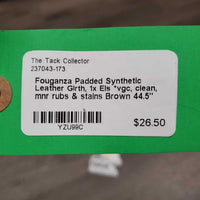 The Tack Collector
237043-173
Fouganza Padded Synthetic
Leather Girth, 1x Els *vgc, clean,
mnr rubs & stains Brown 44.5"
YZU99C
$26.50